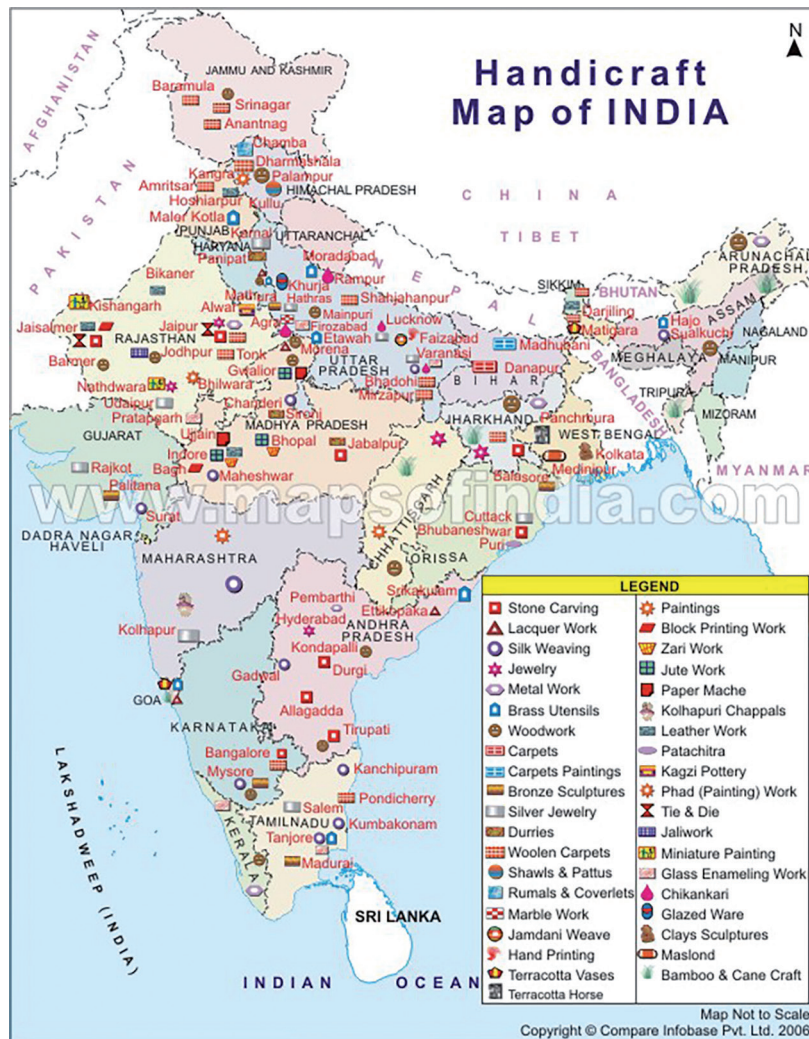 Handicraft
Map of INDIA
N
AFGHANISTAN
PAKISTAN
CHINA
TIBET
NEPAL
BHUTAN
BANGLADESH
MYANMAR
JAMMU AND KASHMIR
Baramula
Srinagar
Anantnag
Chamba
Dharmashala
Kangra
Palampur
Amritsar
HIMACHAL PRADESH
Hoshiarpur
Kullu
Maler Kotla
PUNJAB
Karnal
UTTARANCHAL
HARYANA
Panipat
Moradabad
Rampur
Bikaner
Khurja
Mathura
Hathras
Shahjahanpur
Kishangarh
Alwar
Mainpuri
Agra
Firozabad
Lucknow
Jaisalmer
Jaipur
Etawah
Faizabad
Madhubani
RAJASTHAN
Morena
Varanasi
Barmer
Jodhpur
Tonk
Gwalior
UTTAR
PRADESH
Bhadohi
BIHAR
Danapur
Nathdwara
Bhilwara
Mirzapur
Udaipur
Chanderi
Sironj
JHARKHAND
Panchmura
Pratapgarh
MADHYA PRADESH
WEST BENGAL
GUJARAT
Ujjain
Bhopal
Jabalpur
Kolkata
Indore
Medinipur
Rajkot
Bagh
Maheshwar
Balasore
Palitana
CHHATTISGARH
SIKKIM
Darjiling
Matigara
ARUNACHAL
PRADESH
ASSAM
Hajo
Sualkuchi
NAGALAND
MEGHALAYA
MANIPUR
TRIPURA
MIZORAM
www.mapsofindia.com
Surat
Cuttack
DADRA NAGAR
HAVELI
Bhubaneshwar
MAHARASHTRA
Puri
ORISSA
Srikakulam
Pembarthi
Etikopaka
Hyderabad
ANDHRA
PRADESH
Kolhapur
Kondapalli
Durgi
Gadwal
GOA
Allagadda
KARNATAKA
Tirupati
Bangalore
Mysore
Kanchipuram
Pondicherry
Salem
TAMILNADU
Kumbakonam
Tanjore
KERALA
Madurai
SRI LANKA
LAKSHADWEEP (INDIA)
INDIAN OCEAN
LEGEND
Stone Carving
Lacquer Work
Silk Weaving
Jewelry
Metal Work
Brass Utensils
Woodwork
Carpets
Carpets Paintings
Bronze Sculptures
Silver Jewelry
Durries
Woolen Carpets
Shawls & Pattus
Rumals & Coverlets
Marble Work
Jamdani Weave
Hand Printing
Terracotta Vases
Terracotta Horse
Paintings
Block Printing Work
Zari Work
Jute Work
Paper Mache
Kolhapuri Chappals
Leather Work
Patachitra
Kagzi Pottery
Phad (Painting) Work
Tie & Die
Jaliwork
Miniature Painting
Glass Enameling Work
Chikankari
Glazed Ware
Clays Sculptures
Maslond
Bamboo & Cane Craft
Map Not to Scale
Copyright © Compare Infobase Pvt. Ltd. 2006